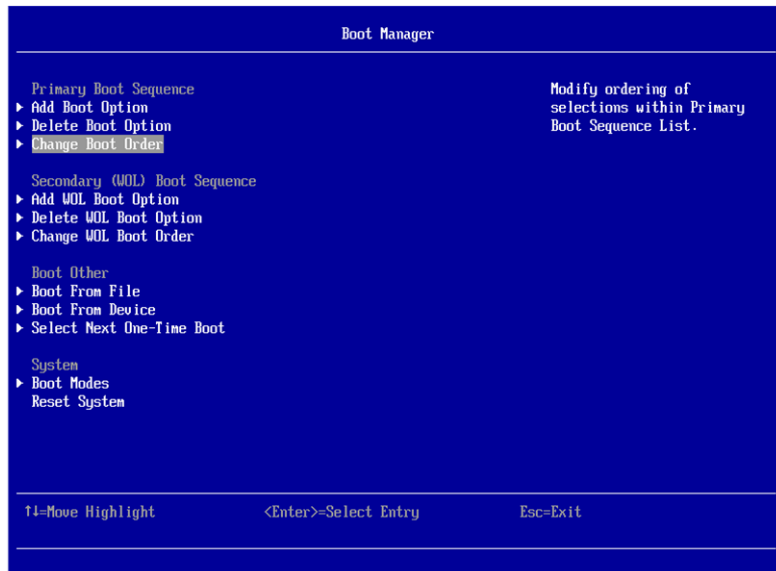 Boot Manager
Primary Boot Sequence
Add Boot Option
Delete Boot Option
Change Boot Order
Secondary (WOL) Boot Sequence
Add WOL Boot Option
Delete WOL Boot Option
Change WOL Boot Order
Boot Other
Boot From File
Boot From Device
Select Next One-Time Boot
System
Boot Modes
Reset System
Modify ordering of
selections within Primary
Boot Sequence List.
↑↓=Move Highlight <Enter>=Select Entry Esc=Exit